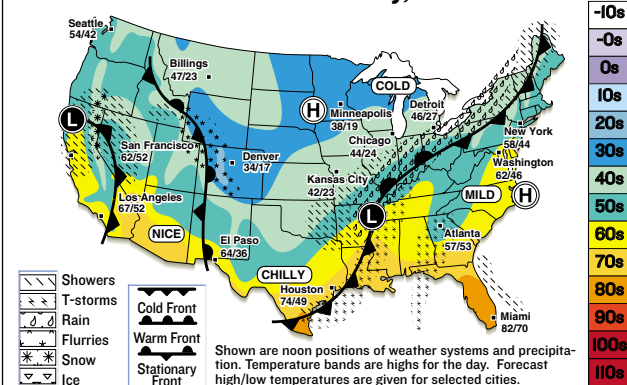 Seattle
54/42
Billings
47/23
COLD
H
Minneapolis
38/19
Detroit
46/27
L
New York
58/44
San Francisco
62/52
Chicago
44/24
Denver
34/17
Washington
62/46
Kansas City
42/23
Los Angeles
67/52
MILD
H
L
NICE
El Paso
64/36
Atlanta
57/53
CHILLY
Houston
74/49
Miami
82/70
Showers
T-storms
Rain
Flurries
Snow
Ice
Cold Front
Warm Front
Stationary
Front
Shown are noon positions of weather systems and precipita-
tion. Temperature bands are highs for the day. Forecast
high/low temperatures are given for selected cities.
-10s
-0s
0s
10s
20s
30s
40s
50s
60s
70s
80s
90s
100s
110s